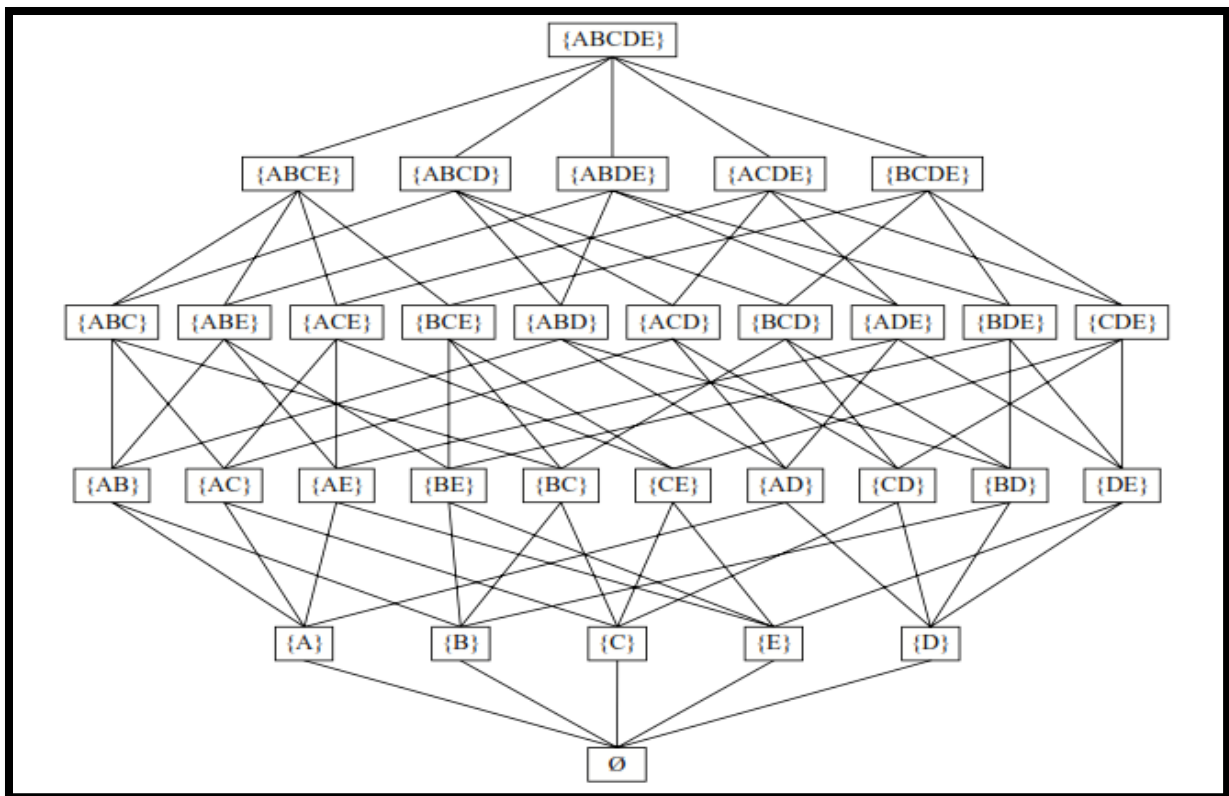 {ABCDE}
{ABCE} {ABCD} {ABDE} {ACDE} {BCDE}
{ABC} {ABE} {ACE} {BCE} {ABD} {ACD} {BCD} {ADE} {BDE} {CDE}
{AB} {AC} {AE} {BE} {BC} {CE} {AD} {CD} {BD} {DE}
{A} {B} {C} {E} {D}
Ø